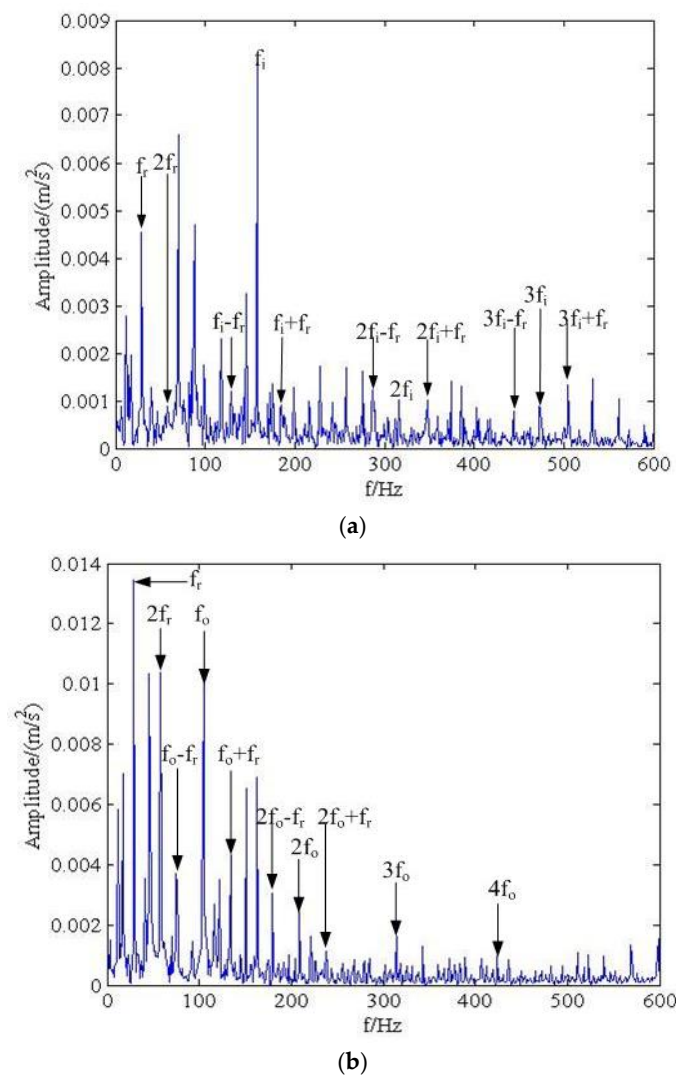 0.009
0.008
0.007
0.006
0.005
0.004
0.003
0.002
0.001
0
Amplitude/(m/s²)
fᵢ
fᵣ 2fᵣ
fᵢ-fᵣ fᵢ+fᵣ 2fᵢ-fᵣ 2fᵢ 2fᵢ+fᵣ 3fᵢ-fᵣ 3fᵢ 3fᵢ+fᵣ
0 100 200 300 400 500 600
f/Hz
(a)
0.014
0.012
0.01
0.008
0.006
0.004
0.002
0
Amplitude/(m/s²)
fᵣ
2fᵣ fₒ
fₒ-fᵣ fₒ+fᵣ
2fₒ-fᵣ 2fₒ 2fₒ+fᵣ
3fₒ 4fₒ
0 100 200 300 400 500 600
f/Hz
(b)